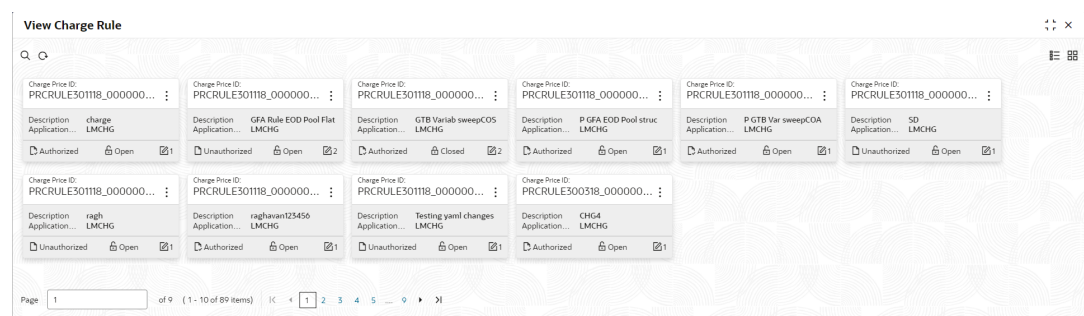 View Charge Rule
Charge Price ID: Charge Price ID: Charge Price ID: Charge Price ID: Charge Price ID: Charge Price ID:
PRCRULE301118_000000... PRCRULE301118_000000... PRCRULE301118_000000... PRCRULE301118_000000... PRCRULE301118_000000... PRCRULE301118_000000...
Description charge Description GFA Rule EOD Pool Flat Description GTB Variab sweepCOS Description P GFA EOD Pool struc Description P GTB Var sweepCOA Description SD
Application... LMCHG Application... LMCHG Application... LMCHG Application... LMCHG Application... LMCHG Application... LMCHG
Authorized Open 1 Unauthorized Open 2 Authorized Closed 2 Authorized Open 1 Authorized Open 1 Unauthorized Open 1
Charge Price ID: Charge Price ID: Charge Price ID: Charge Price ID:
PRCRULE301118_000000... PRCRULE301118_000000... PRCRULE301118_000000... PRCRULE300318_000000...
Description ragh Description raghavan123456 Description Testing yaml changes Description CHG4
Application... LMCHG Application... LMCHG Application... LMCHG Application... LMCHG
Unauthorized Open 1 Authorized Open 1 Unauthorized Open 1 Authorized Open 1
Page 1 of 9 (1 - 10 of 89 items) 1 2 3 4 5 ... 9